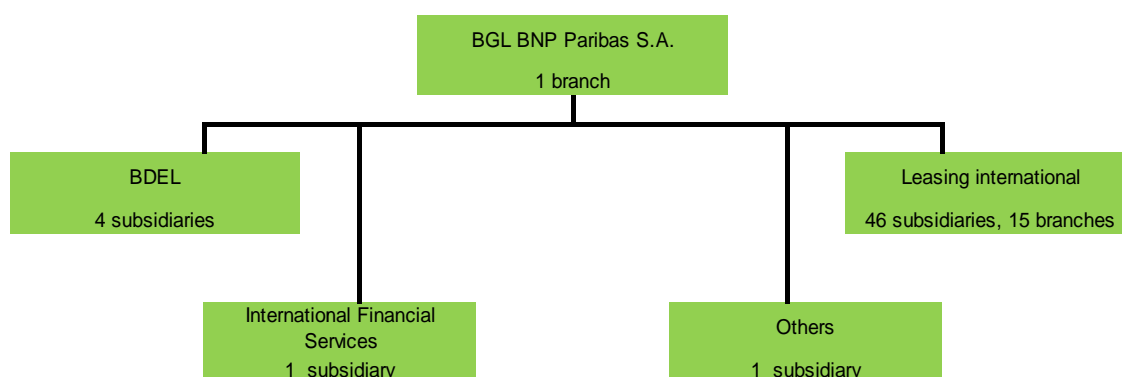 BGL BNP Paribas S.A.
1 branch
BDEL
4 subsidiaries
Leasing international
46 subsidiaries, 15 branches
International Financial
Services
1 subsidiary
Others
1 subsidiary